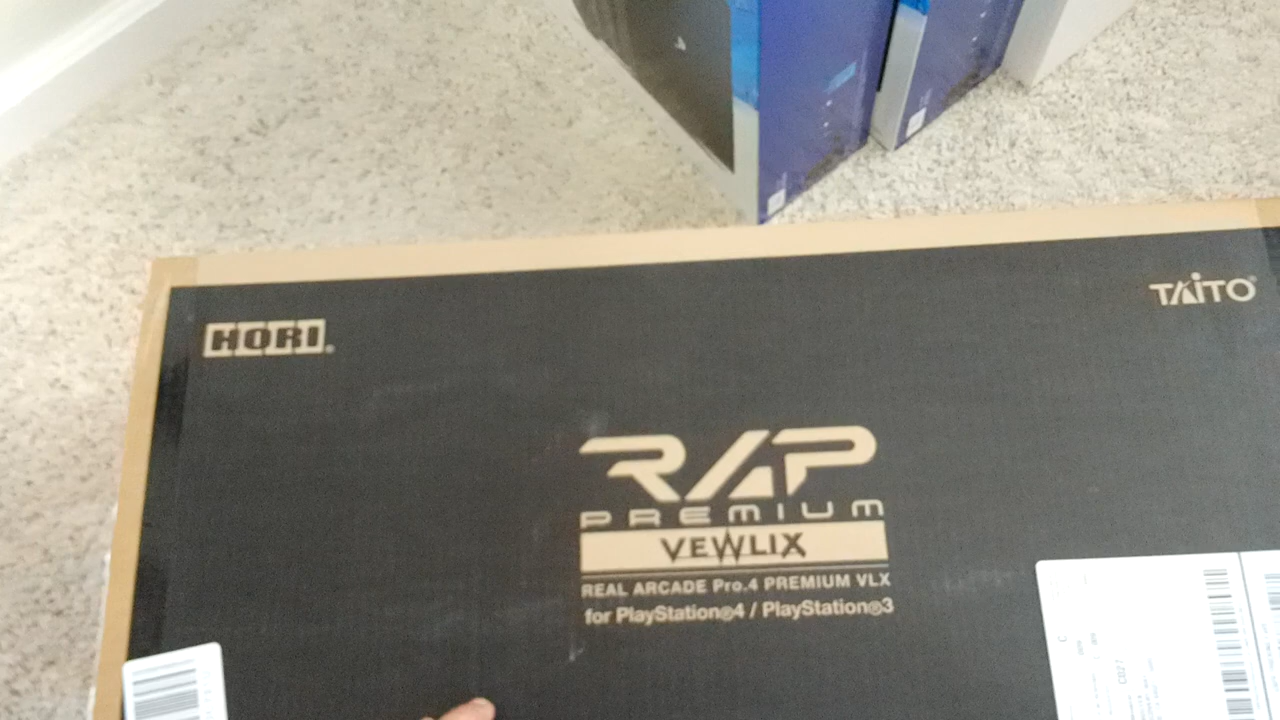 HORI
TAITO®
RAP
PREMIUM
VEWLIX
REAL ARCADE Pro.4 PREMIUM VLX
for PlayStation®4 / PlayStation®3